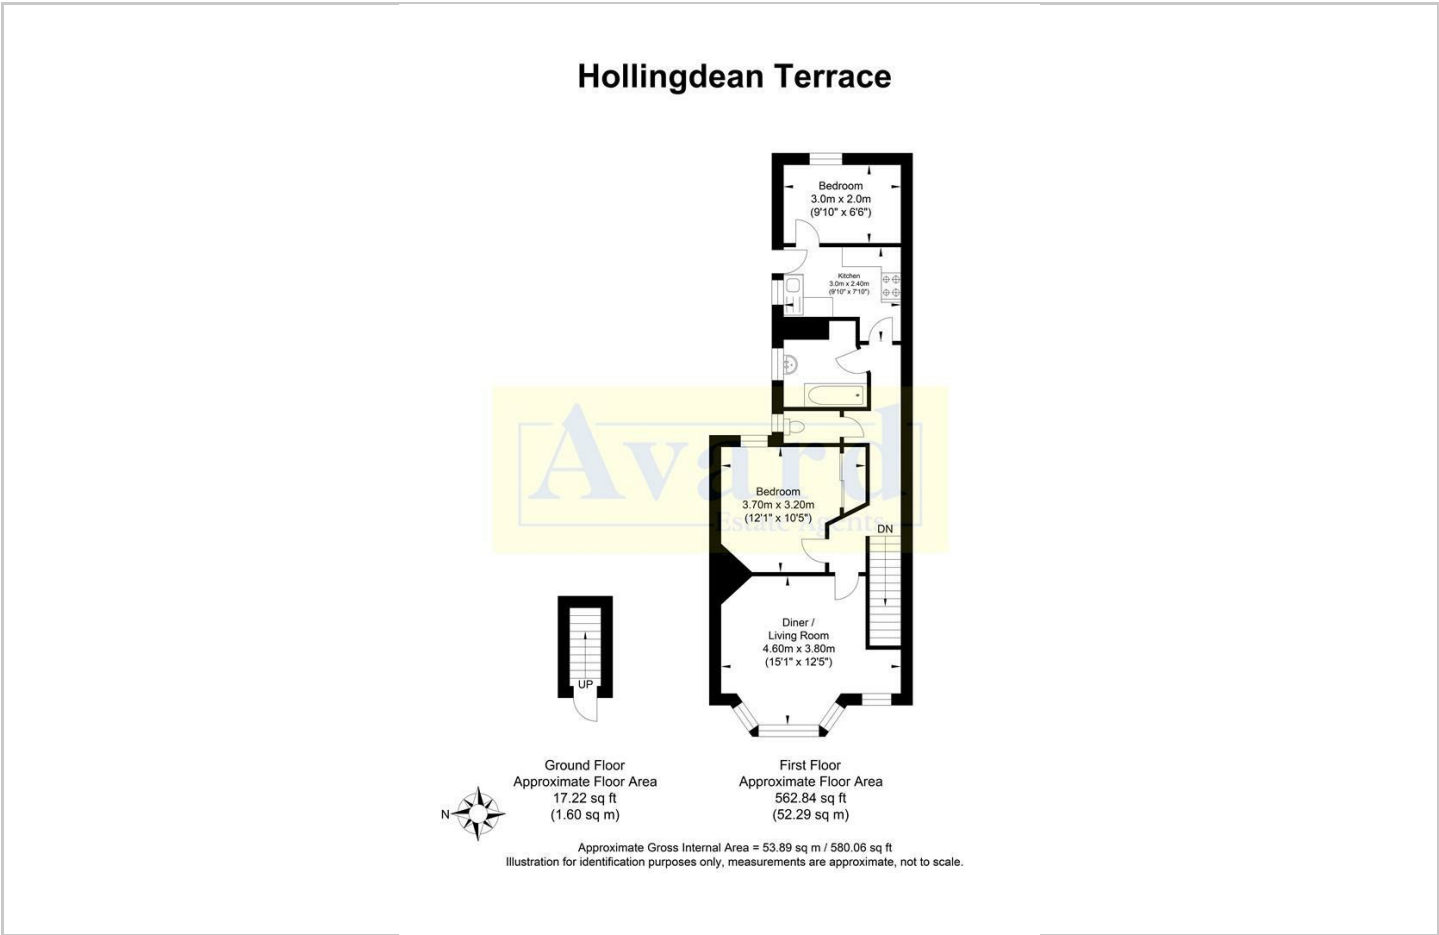 Hollingdean Terrace
Bedroom
3.0m x 2.0m
(9'10" x 6'6")
Kitchen
3.0m x 2.40m
(9'10" x 7'10")
Avard
Estate Agents
Bedroom
3.70m x 3.20m
(12'1" x 10'5")
DN
Diner /
Living Room
4.60m x 3.80m
(15'1" x 12'5")
UP
Ground Floor
Approximate Floor Area
17.22 sq ft
(1.60 sq m)
First Floor
Approximate Floor Area
562.84 sq ft
(52.29 sq m)
N
Approximate Gross Internal Area = 53.89 sq m / 580.06 sq ft
Illustration for identification purposes only, measurements are approximate, not to scale.